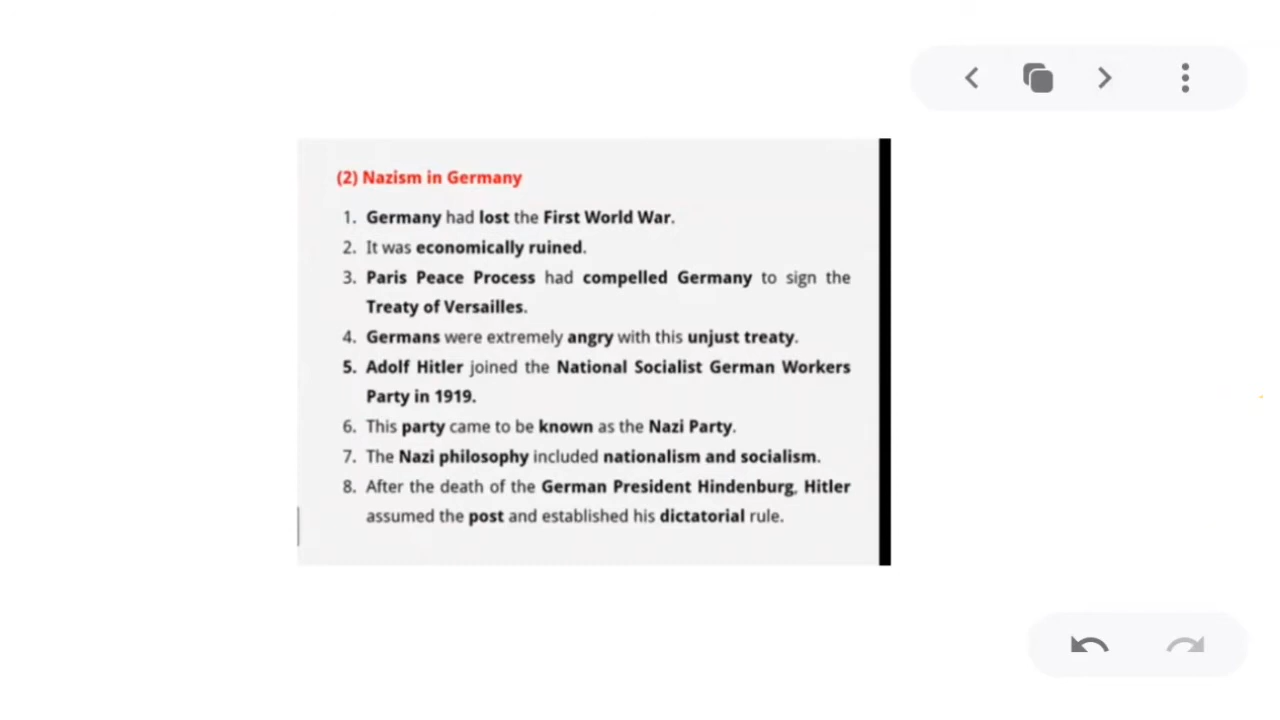 (2) Nazism in Germany
1. Germany had lost the First World War.
2. It was economically ruined.
3. Paris Peace Process had compelled Germany to sign the
Treaty of Versailles.
4. Germans were extremely angry with this unjust treaty.
5. Adolf Hitler joined the National Socialist German Workers
Party in 1919.
6. This party came to be known as the Nazi Party.
7. The Nazi philosophy included nationalism and socialism.
8. After the death of the German President Hindenburg, Hitler
assumed the post and established his dictatorial rule.